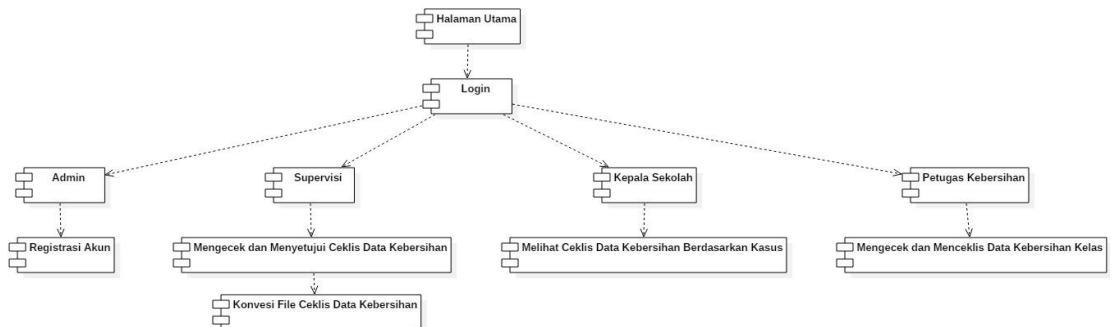 Halaman Utama
Login
Admin
Supervisi
Kepala Sekolah
Petugas Kebersihan
Registrasi Akun
Mengecek dan Menyetujui Ceklis Data Kebersihan
Melihat Ceklis Data Kebersihan Berdasarkan Kasus
Mengecek dan Menceklis Data Kebersihan Kelas
Konvesi File Ceklis Data Kebersihan